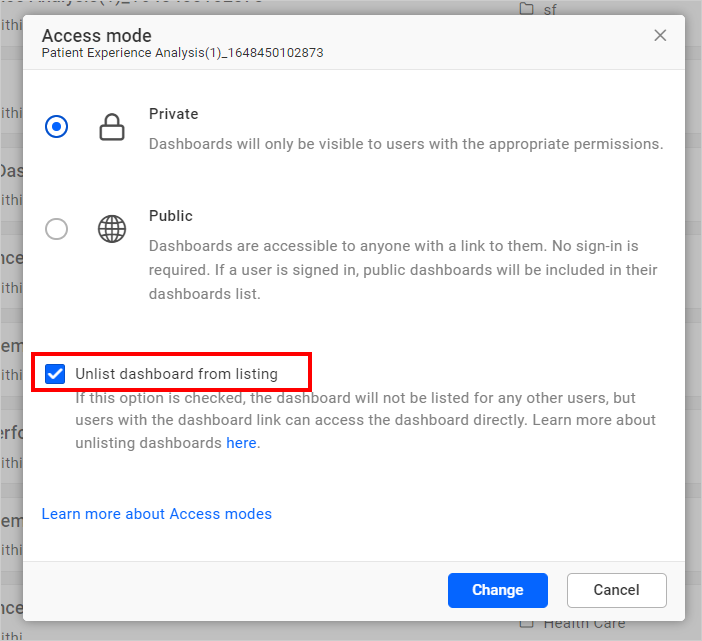 sf
Access mode
Patient Experience Analysis(1)_1648450102873
Private
Dashboards will only be visible to users with the appropriate permissions.
Public
Dashboards are accessible to anyone with a link to them. No sign-in is
required. If a user is signed in, public dashboards will be included in their
dashboards list.
Unlist dashboard from listing
If this option is checked, the dashboard will not be listed for any other users, but
users with the dashboard link can access the dashboard directly. Learn more about
unlisting dashboards here.
Learn more about Access modes
Change
Cancel
Health Care